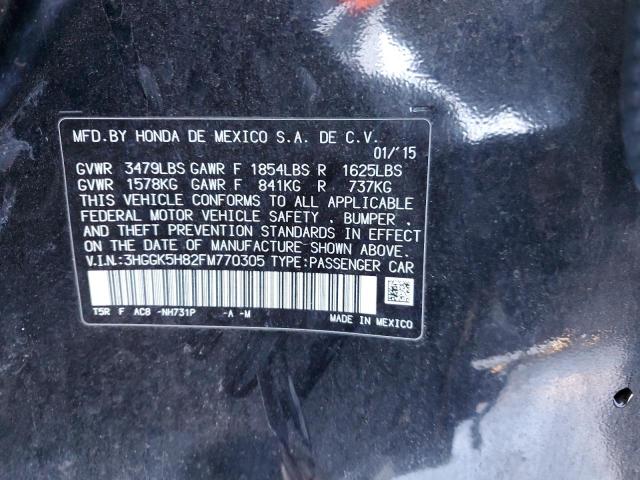 MFD.BY HONDA DE MEXICO S.A. DE C.V.
01/'15
GVWR 3479LBS GAWR F 1854LBS R 1625LBS
GVWR 1578KG GAWR F 841KG R 737KG
THIS VEHICLE CONFORMS TO ALL APPLICABLE
FEDERAL MOTOR VEHICLE SAFETY , BUMPER ,
AND THEFT PREVENTION STANDARDS IN EFFECT
ON THE DATE OF MANUFACTURE SHOWN ABOVE.
V.I.N:3HGGK5H82FM770305 TYPE:PASSENGER CAR
T5R F AC8 -NH731P -A -M
MADE IN MEXICO